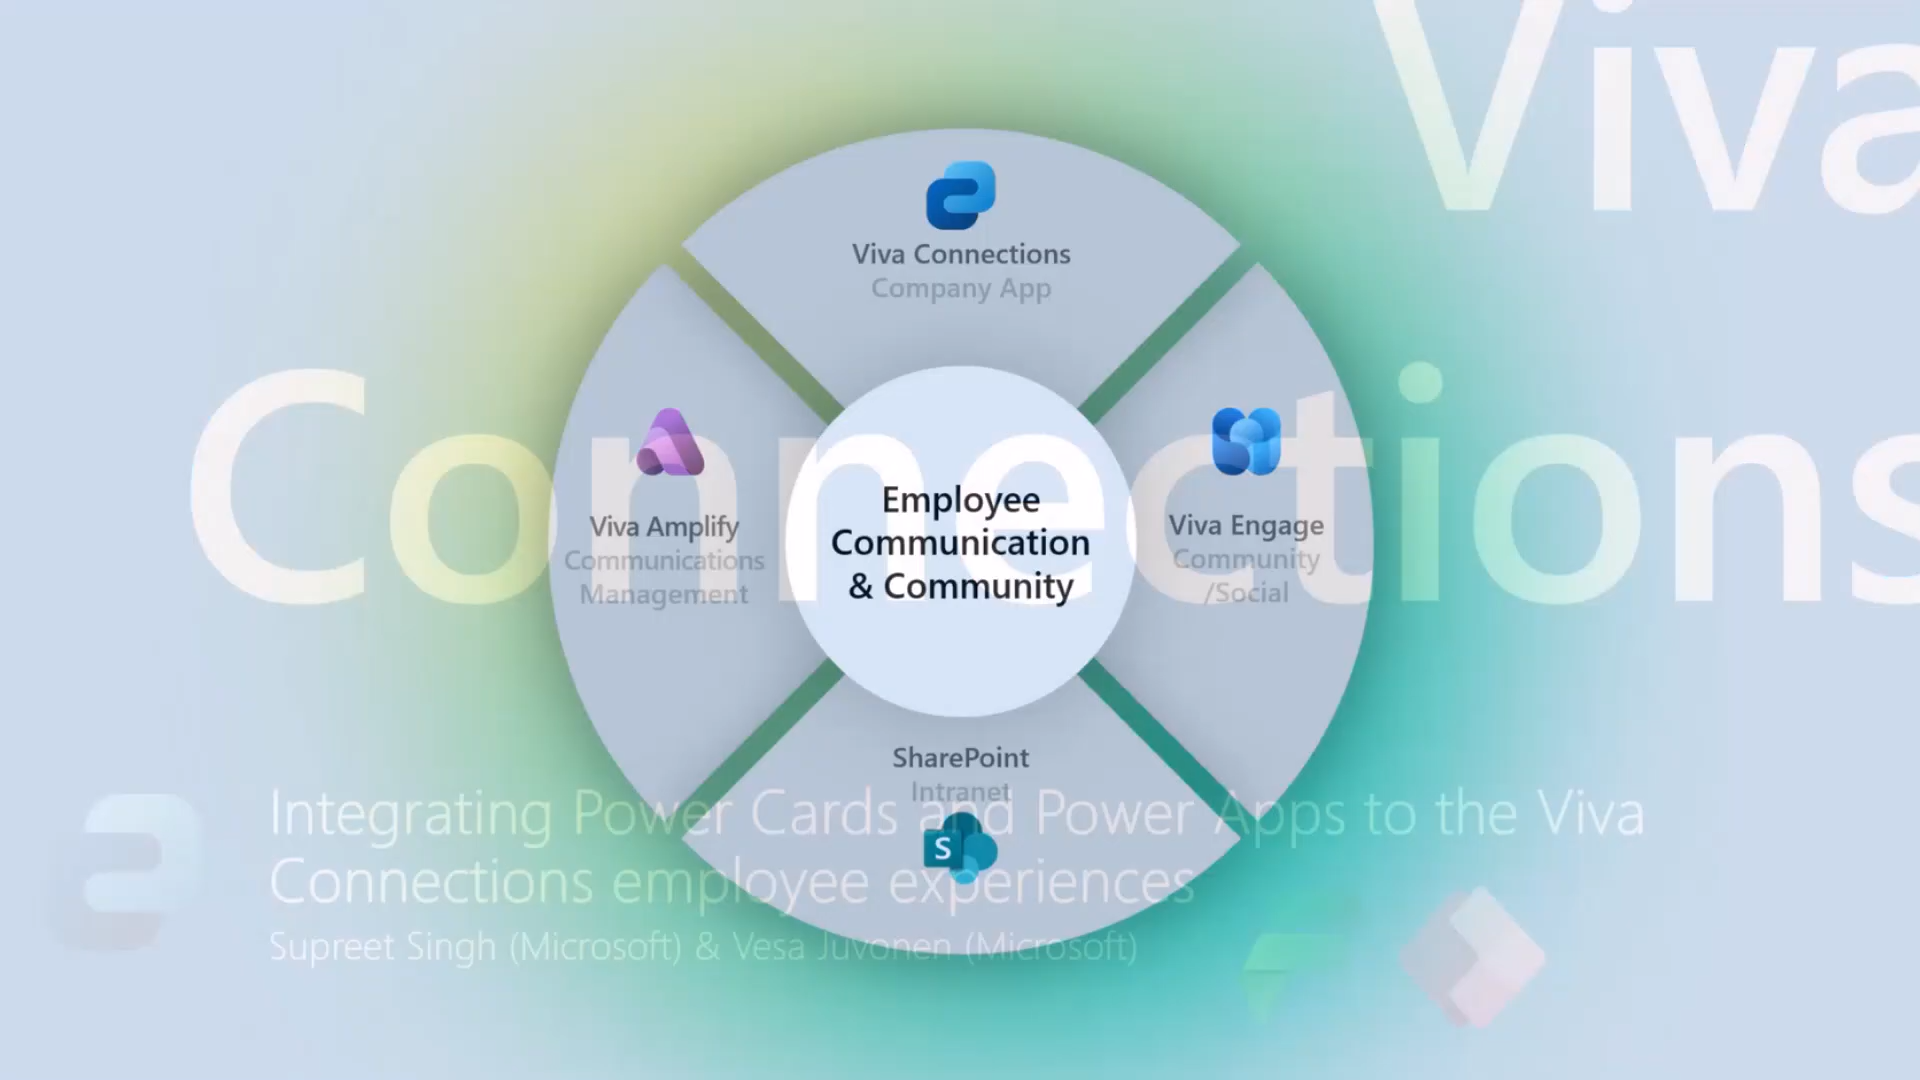 Viva
Connections
Viva Connections
Company App
Viva Amplify
Communications
Management
Employee
Communication
& Community
Viva Engage
Community
/Social
SharePoint
Intranet
S
Integrating Power Cards and Power Apps to the Viva
Connections employee experiences
Supreet Singh (Microsoft) & Vesa Juvonen (Microsoft)